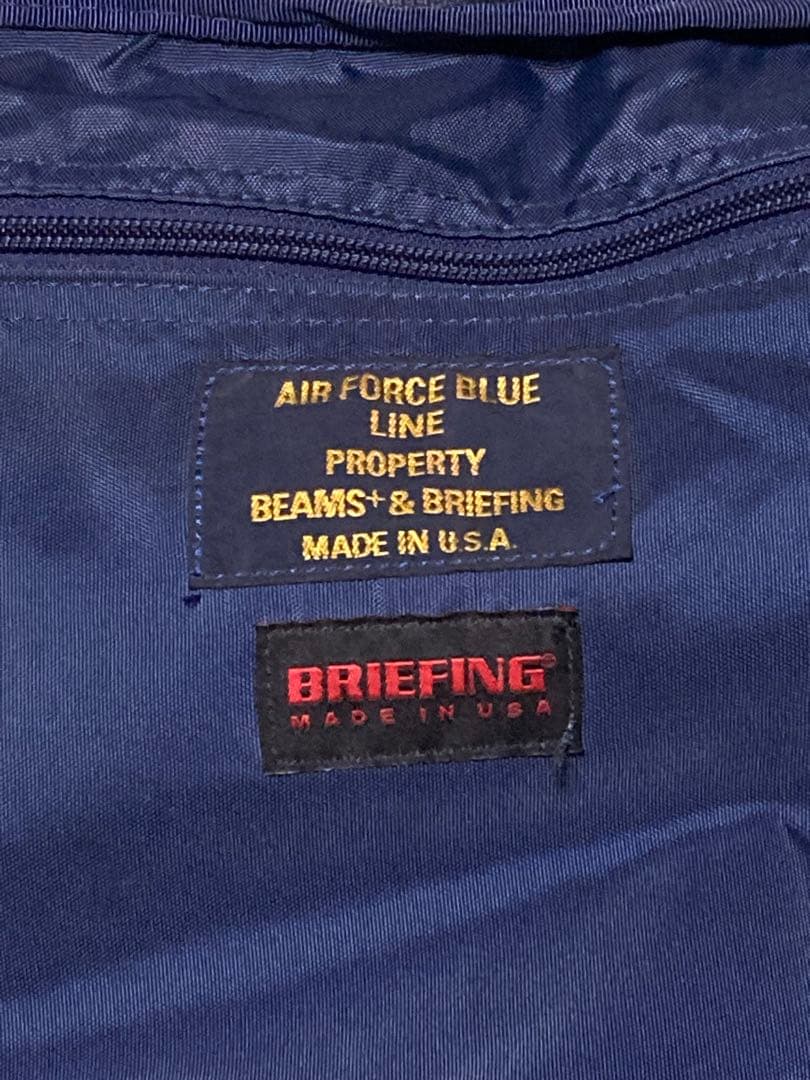 AIR FORCE BLUE
LINE
PROPERTY
BEAMS+ & BRIEFING
MADE IN U.S.A.
BRIEFING®
MADE IN USA